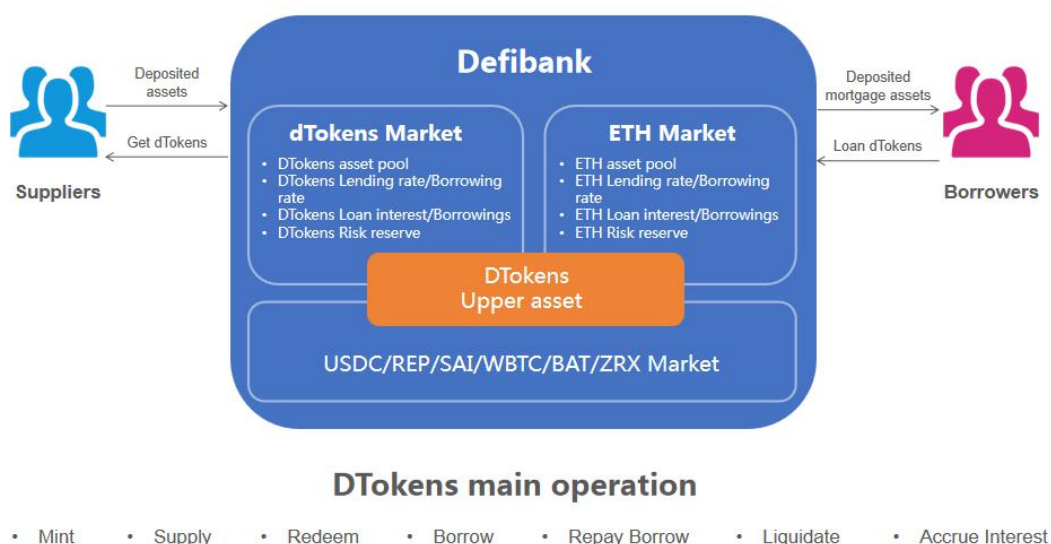 Defibank
Deposited
assets
Get dTokens
Suppliers
dTokens Market
• DTokens asset pool
• DTokens Lending rate/Borrowing
rate
• DTokens Loan interest/Borrowings
• DTokens Risk reserve
ETH Market
• ETH asset pool
• ETH Lending rate/Borrowing
rate
• ETH Loan interest/Borrowings
• ETH Risk reserve
Deposited
mortgage assets
Loan dTokens
Borrowers
DTokens
Upper asset
USDC/REP/SAI/WBTC/BAT/ZRX Market
DTokens main operation
• Mint • Supply • Redeem • Borrow • Repay Borrow • Liquidate • Accrue Interest